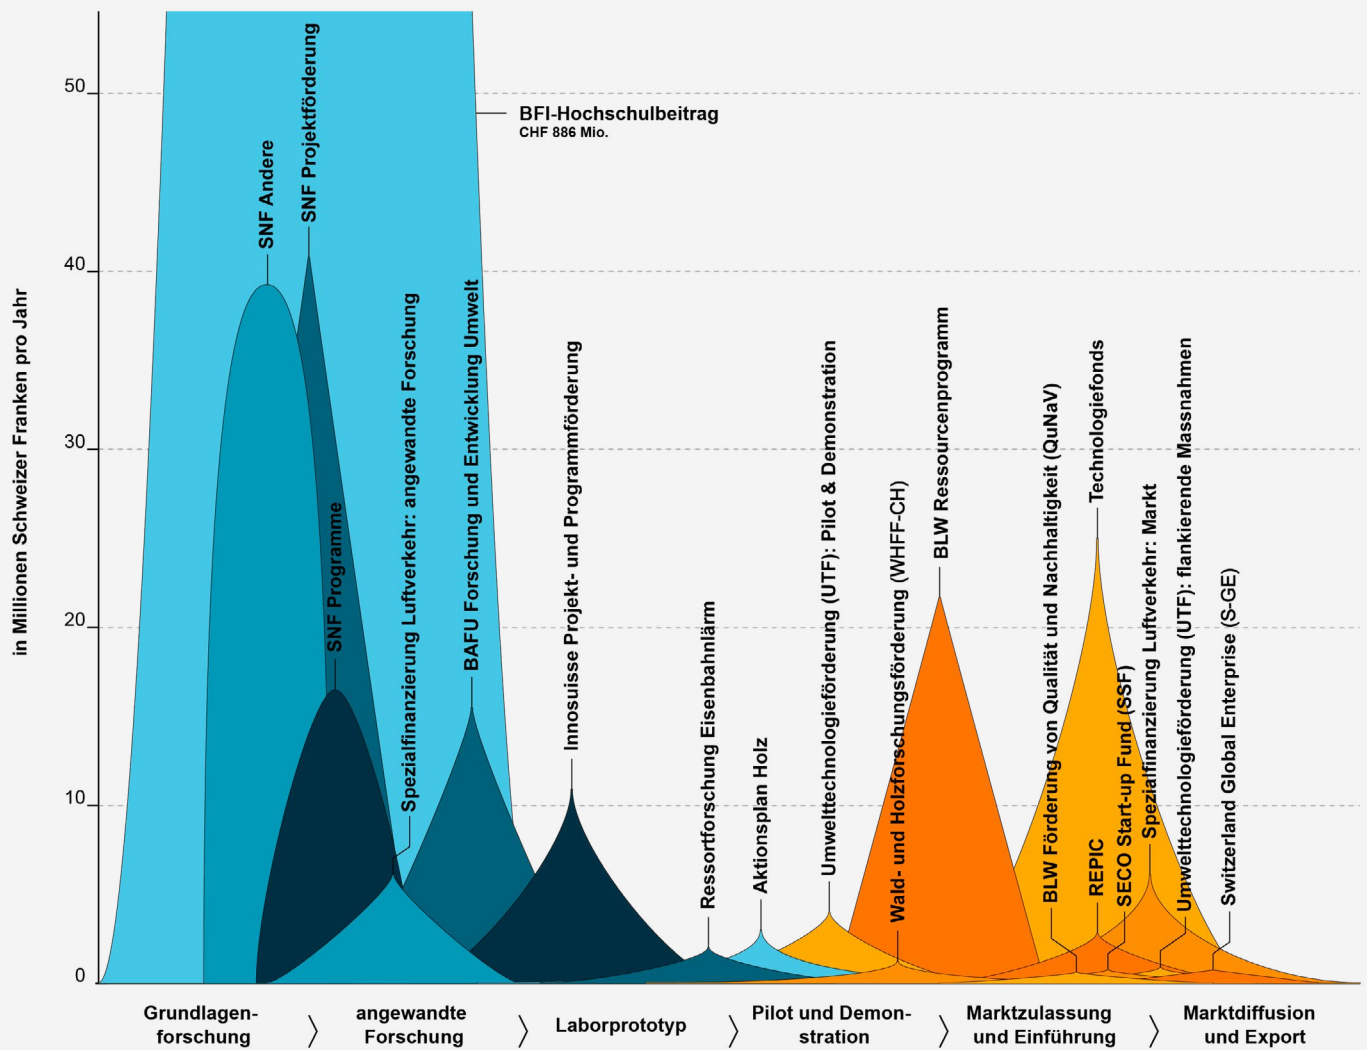 in Millionen Schweizer Franken pro Jahr
50
40
30
20
10
0
BFI-Hochschulbeitrag
CHF 886 Mio.
SNF Andere
SNF Projektförderung
SNF Programme
Spezialfinanzierung Luftverkehr: angewandte Forschung
BAFU Forschung und Entwicklung Umwelt
Innosuisse Projekt- und Programmförderung
Ressortforschung Eisenbahnlärm
Aktionsplan Holz
Umwelttechnologieförderung (UTF): Pilot & Demonstration
Wald- und Holzforschungsförderung (WHFF-CH)
BLW Ressourcenprogramm
BLW Förderung von Qualität und Nachhaltigkeit (QuNaV)
REPIC
Technologiefonds
SECO Start-up Fund (SSF)
Spezialfinanzierung Luftverkehr: Markt
Umwelttechnologieförderung (UTF): flankierende Massnahmen
Switzerland Global Enterprise (S-GE)
Grundlagen-
forschung
angewandte
Forschung
Laborprototyp
Pilot und Demon-
stration
Marktzulassung
und Einführung
Marktdiffusion
und Export